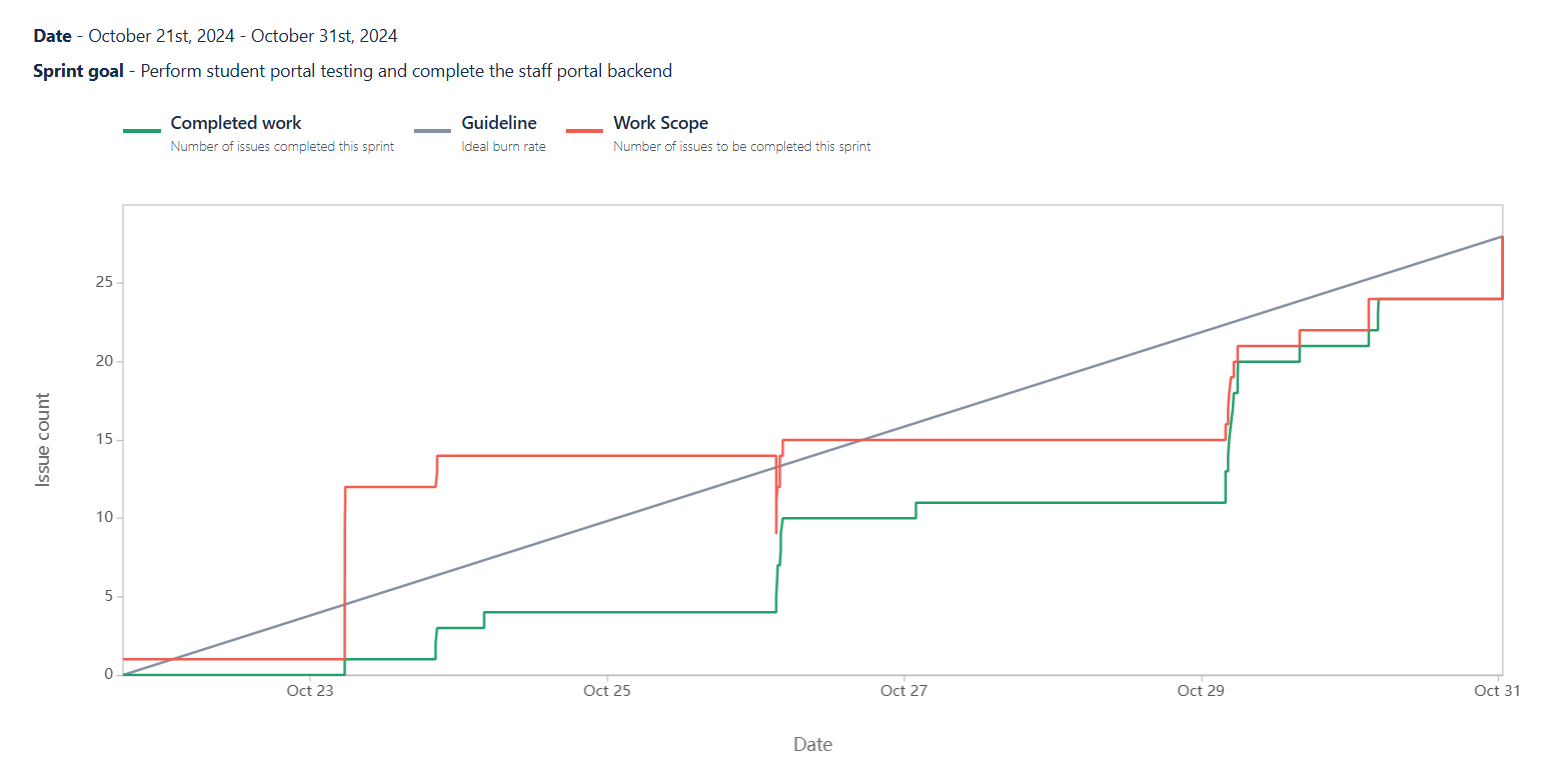 Date - October 21st, 2024 - October 31st, 2024
Sprint goal - Perform student portal testing and complete the staff portal backend
Completed work
Number of issues completed this sprint
Guideline
Ideal burn rate
Work Scope
Number of issues to be completed this sprint
Issue count
25
20
15
10
5
0
Oct 23
Oct 25
Oct 27
Oct 29
Oct 31
Date